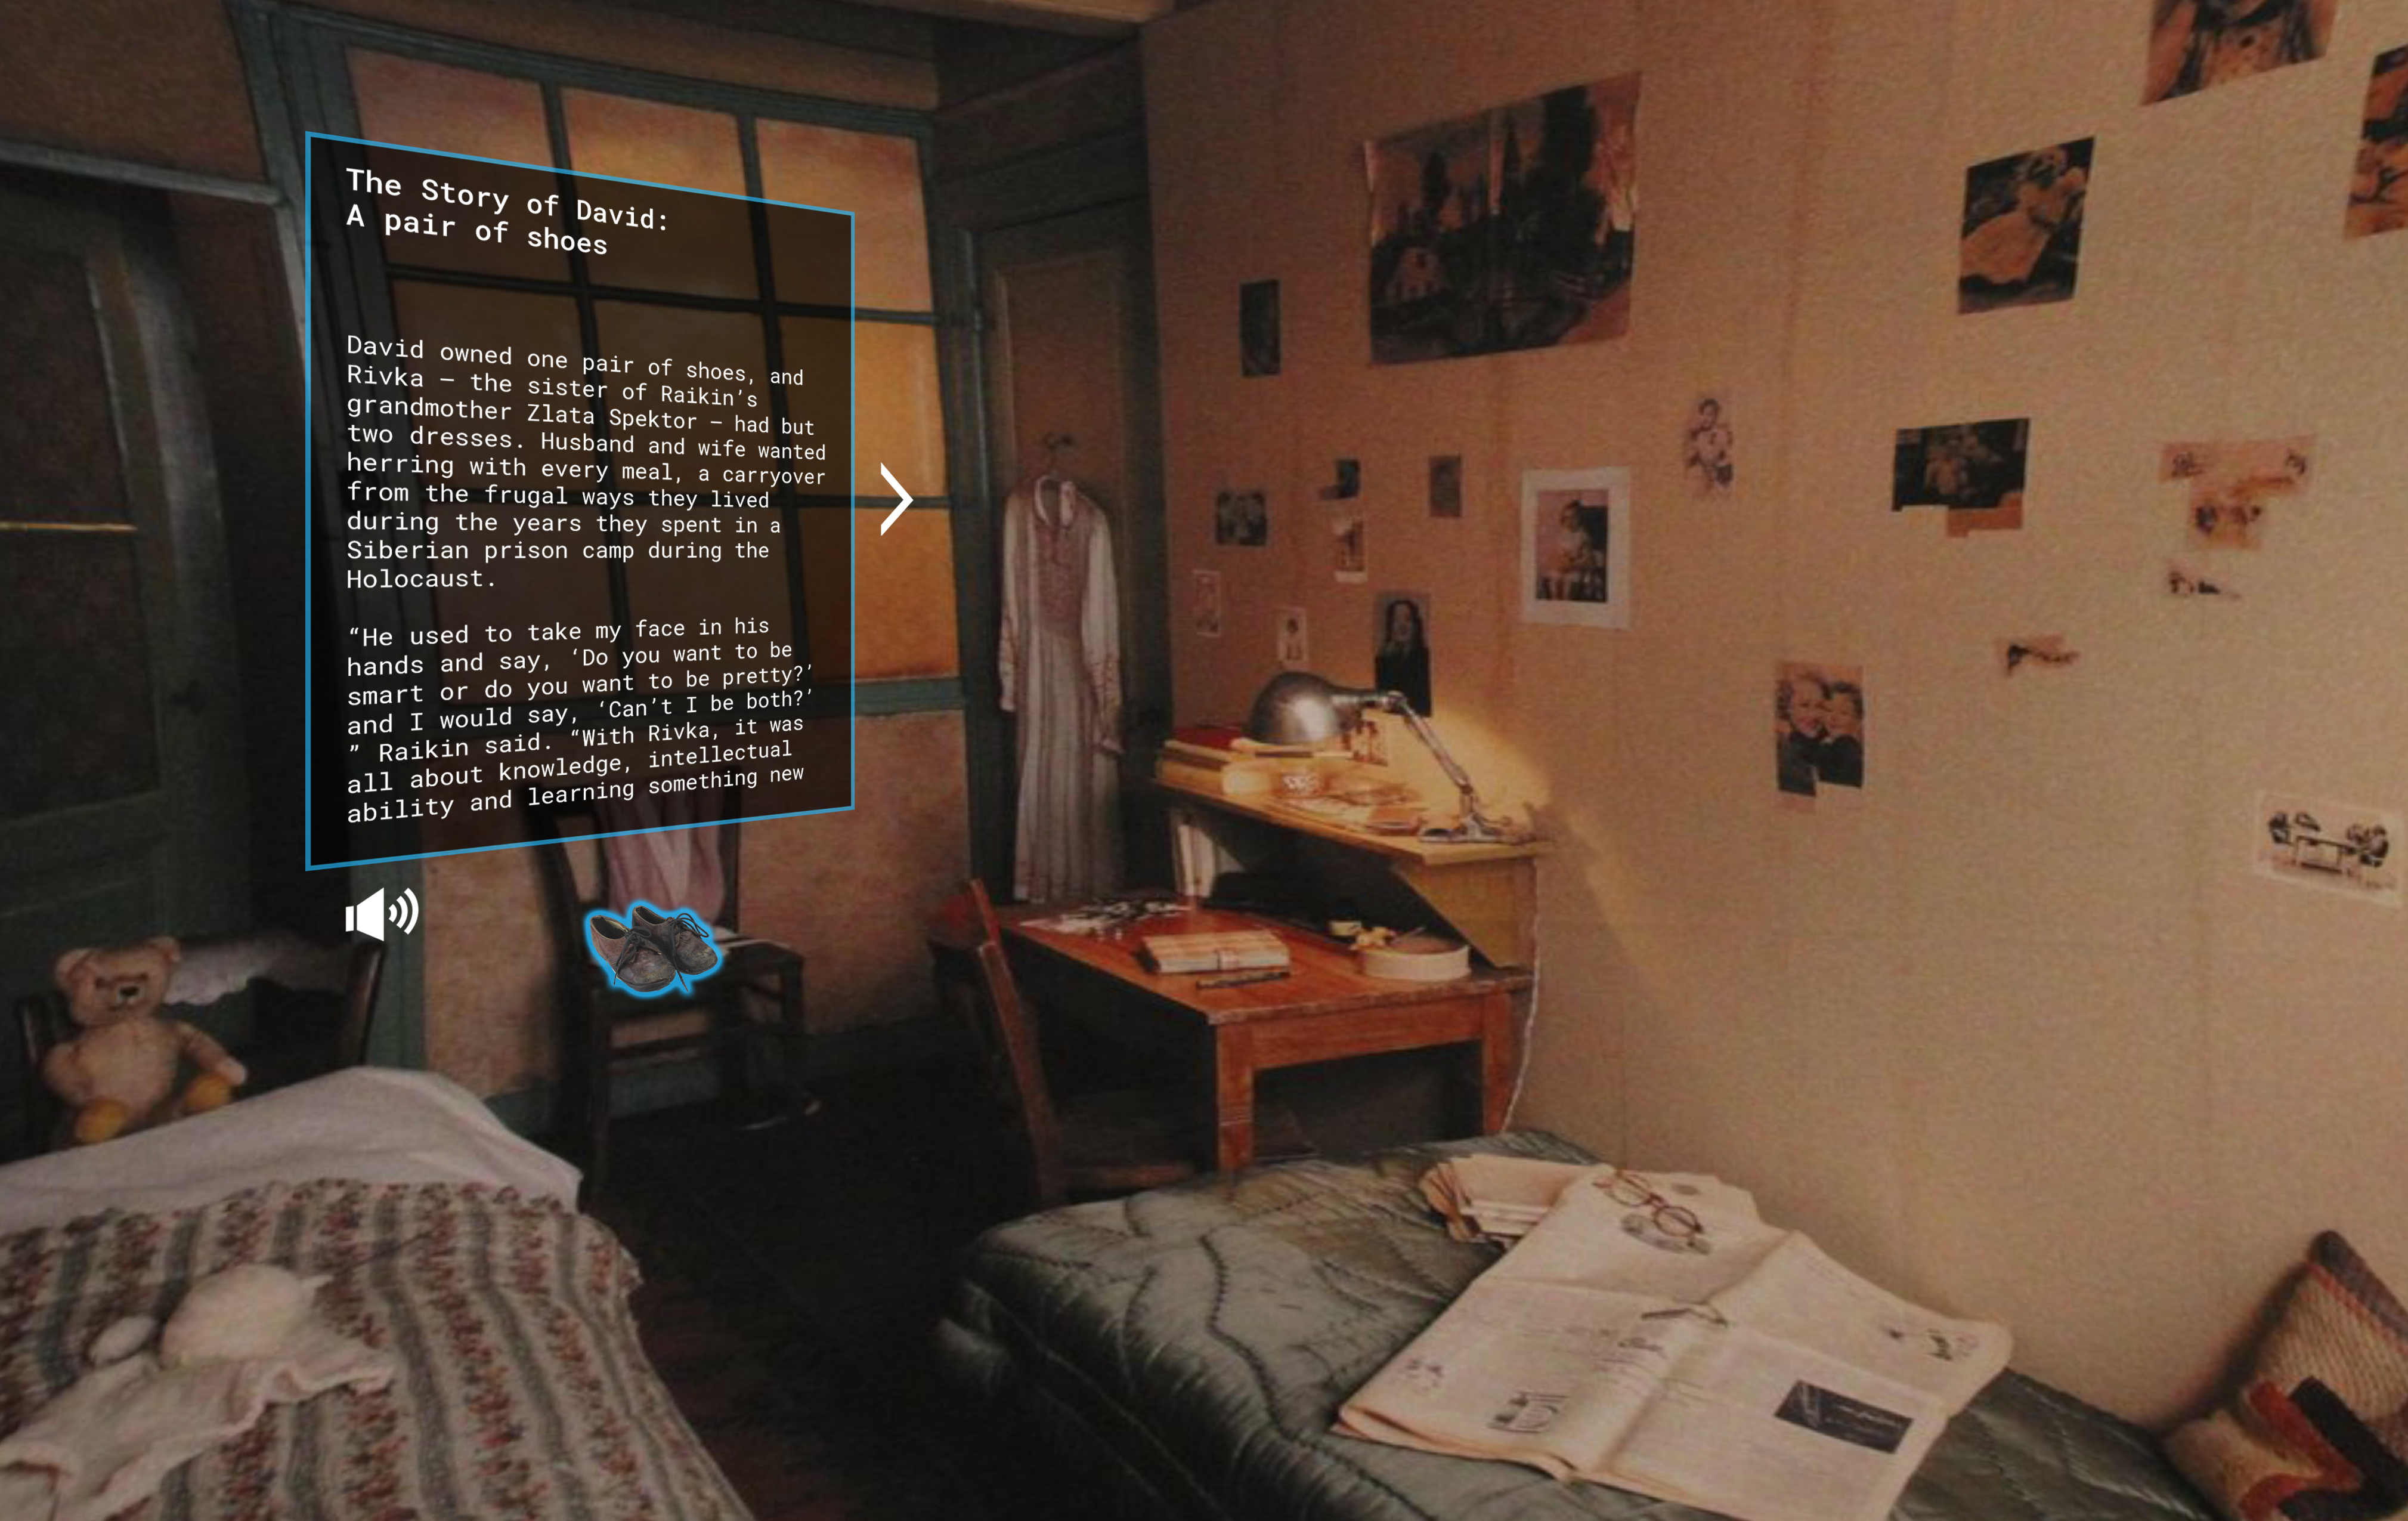 The Story of David:
A pair of shoes
David owned one pair of shoes, and
Rivka – the sister of Raikin’s
grandmother Zlata Spektor – had but
two dresses. Husband and wife wanted
herring with every meal, a carryover
from the frugal ways they lived
during the years they spent in a
Siberian prison camp during the
Holocaust.
“He used to take my face in his
hands and say, ‘Do you want to be
smart or do you want to be pretty?’
and I would say, ‘Can’t I be both?’
” Raikin said. “With Rivka, it was
all about knowledge, intellectual
ability and learning something new